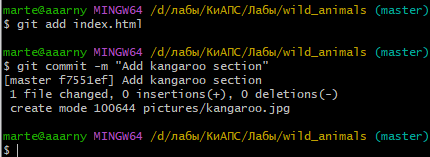 marte@aaarny MINGW64 /d/лабы/КиАПС/Лабы/wild_animals (master)
$ git add index.html
marte@aaarny MINGW64 /d/лабы/КиАПС/Лабы/wild_animals (master)
$ git commit -m "Add kangaroo section"
[master f7551ef] Add kangaroo section
 1 file changed, 0 insertions(+), 0 deletions(-)
 create mode 100644 pictures/kangaroo.jpg
marte@aaarny MINGW64 /d/лабы/КиАПС/Лабы/wild_animals (master)
$